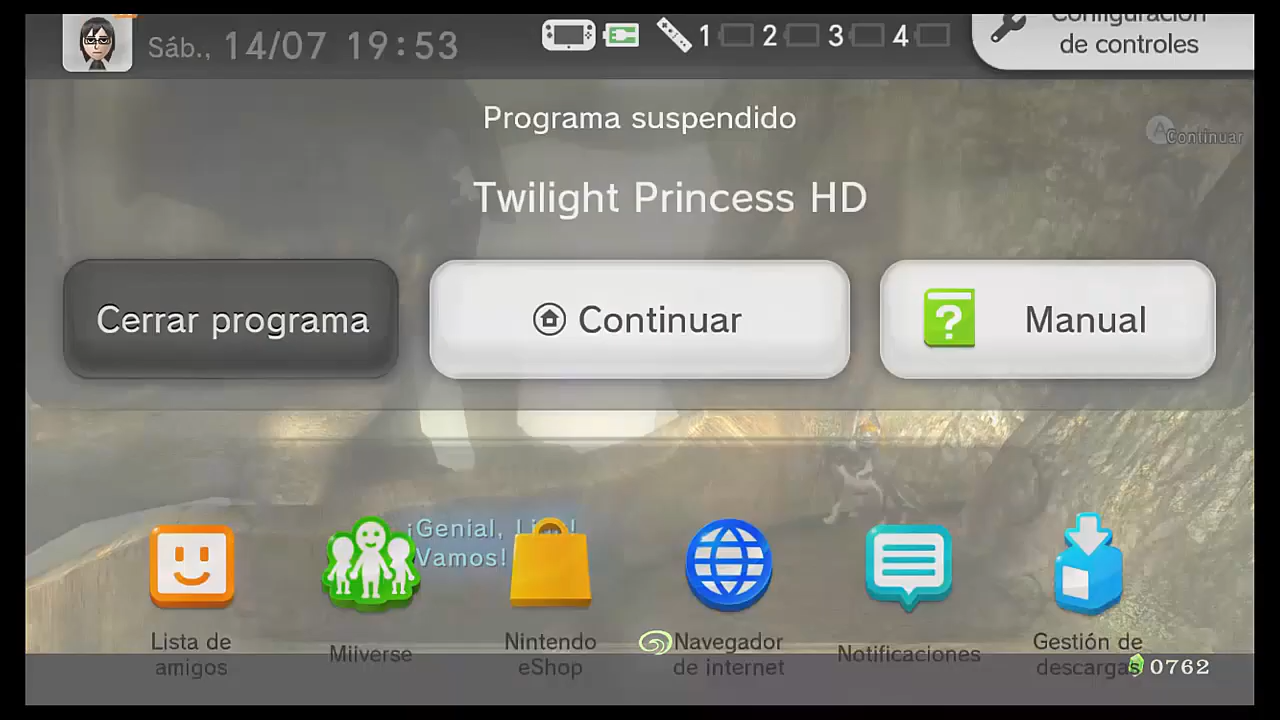 Sáb., 14/07 19:53
1 2 3 4
Configuración
de controles
Programa suspendido
A Continuar
Twilight Princess HD
Cerrar programa
Continuar
? Manual
¡Genial,
¡Vamos!
Lista de
amigos
Miiverse
Nintendo
eShop
Navegador
de internet
Notificaciones
Gestión de
descargas
0762